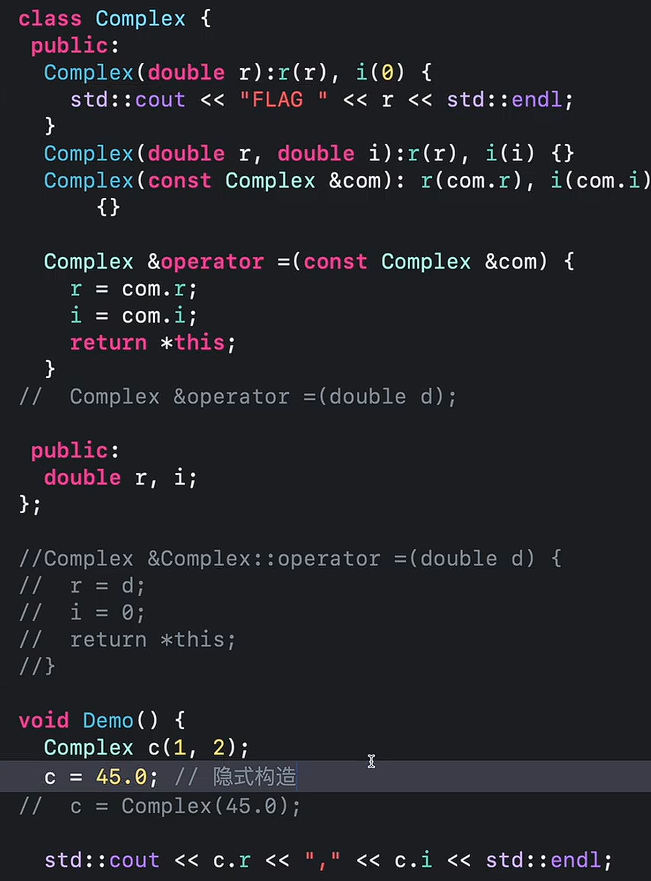 class Complex {
 public:
  Complex(double r):r(r), i(0) {
    std::cout << "FLAG " << r << std::endl;
  }
  Complex(double r, double i):r(r), i(i) {}
  Complex(const Complex &com): r(com.r), i(com.i)
      {}
  Complex &operator =(const Complex &com) {
    r = com.r;
    i = com.i;
    return *this;
  }
//  Complex &operator =(double d);
 public:
  double r, i;
};
//Complex &Complex::operator =(double d) {
//  r = d;
//  i = 0;
//  return *this;
//}
void Demo() {
  Complex c(1, 2);
  c = 45.0; // 隐式构造
//  c = Complex(45.0);
  std::cout << c.r << "," << c.i << std::endl;